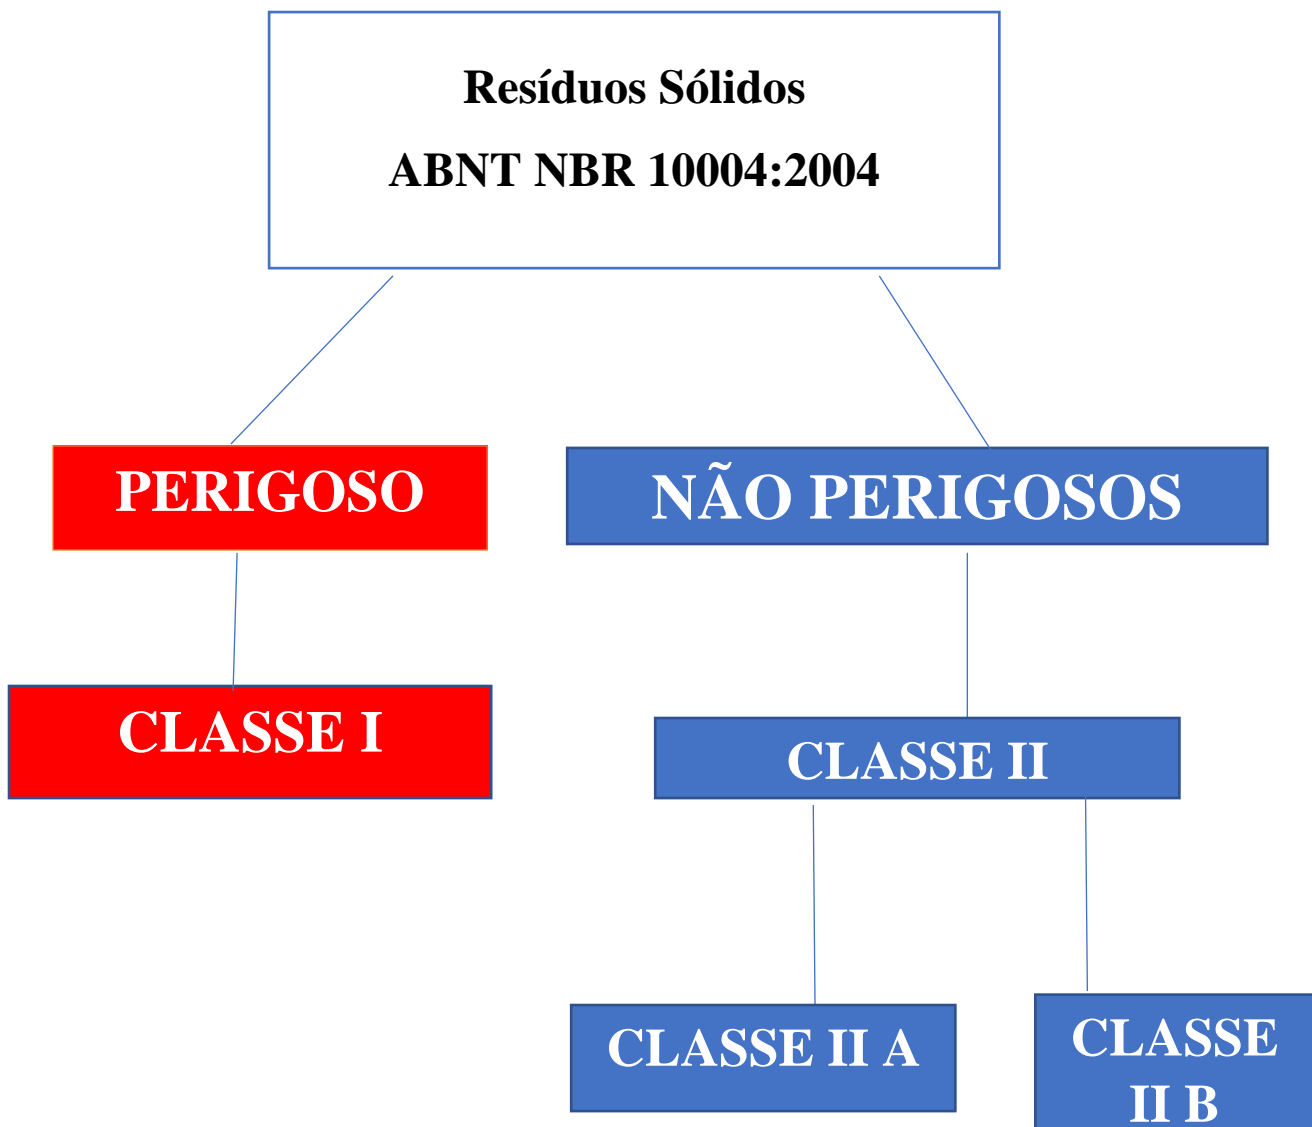 Resíduos Sólidos
ABNT NBR 10004:2004
PERIGOSO
NÃO PERIGOSOS
CLASSE I
CLASSE II
CLASSE II A
CLASSE
II B